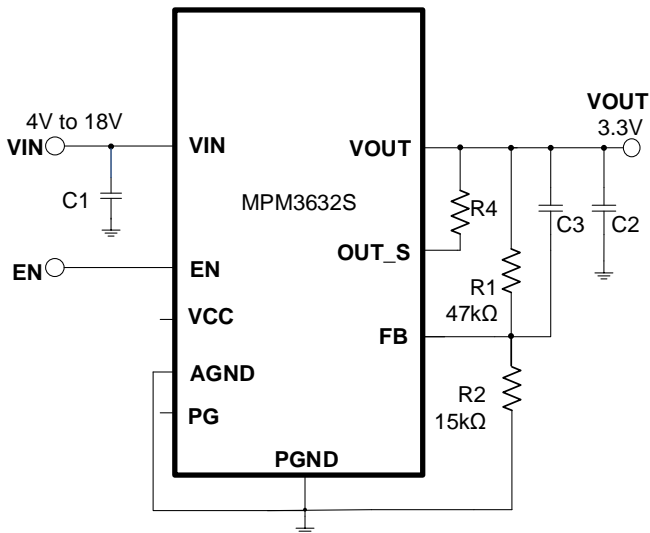 VOUT
4V to 18V
3.3V
VIN
VIN
VOUT
C1
MPM3632S
R4
C3
C2
OUT_S
EN
EN
R1
47kΩ
VCC
FB
AGND
R2
15kΩ
PG
PGND